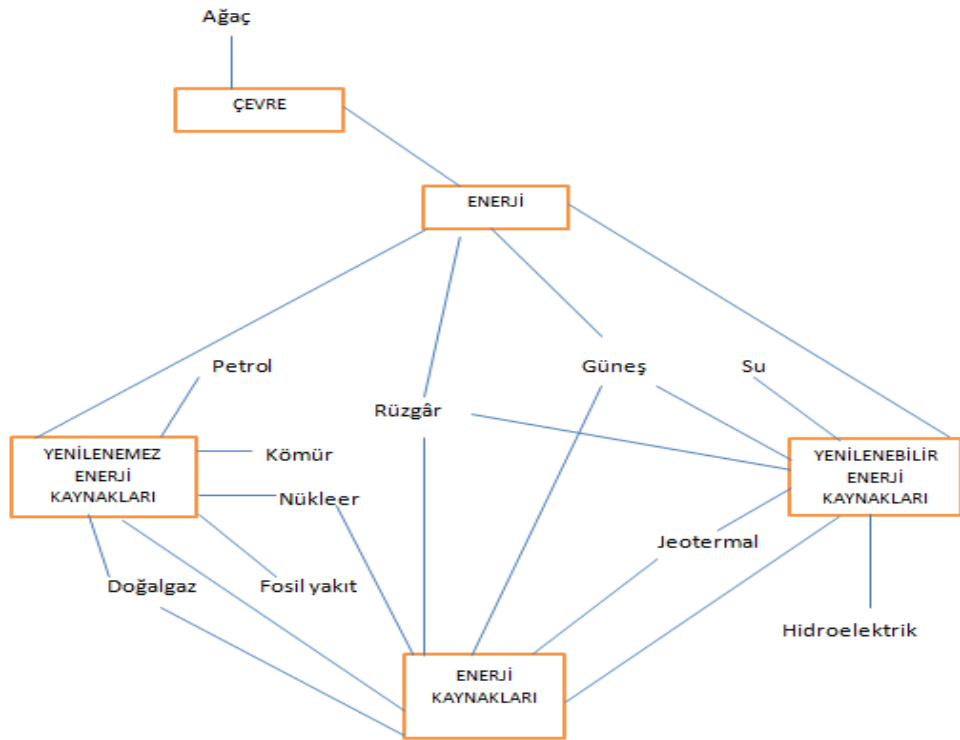 Ağaç
ÇEVRE
ENERJİ
Petrol
Güneş
Su
Rüzgâr
YENİLENEMEZ
ENERJİ
KAYNAKLARI
Kömür
Nükleer
YENİLENEBİLİR
ENERJİ
KAYNAKLARI
Jeotermal
Doğalgaz
Fosil yakıt
Hidroelektrik
ENERJİ
KAYNAKLARI